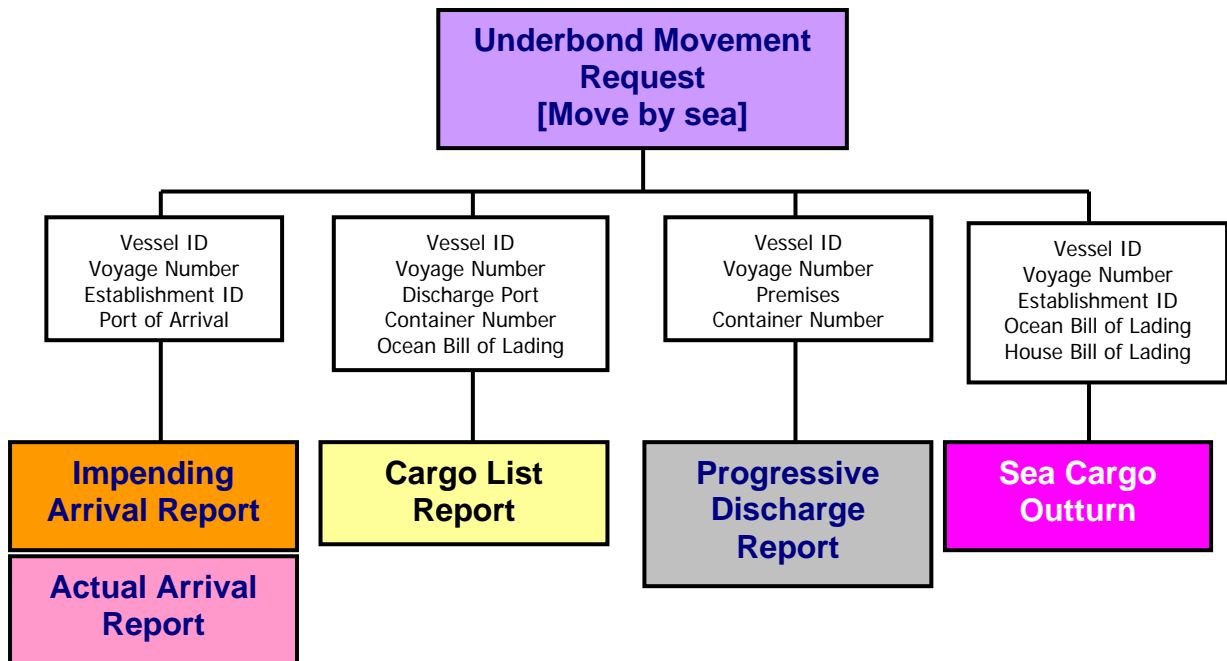 Underbond Movement
Request
[Move by sea]
Vessel ID
Voyage Number
Establishment ID
Port of Arrival
Vessel ID
Voyage Number
Discharge Port
Container Number
Ocean Bill of Lading
Vessel ID
Voyage Number
Premises
Container Number
Vessel ID
Voyage Number
Establishment ID
Ocean Bill of Lading
House Bill of Lading
Impending
Arrival Report
Cargo List
Report
Progressive
Discharge
Report
Sea Cargo
Outturn
Actual Arrival
Report